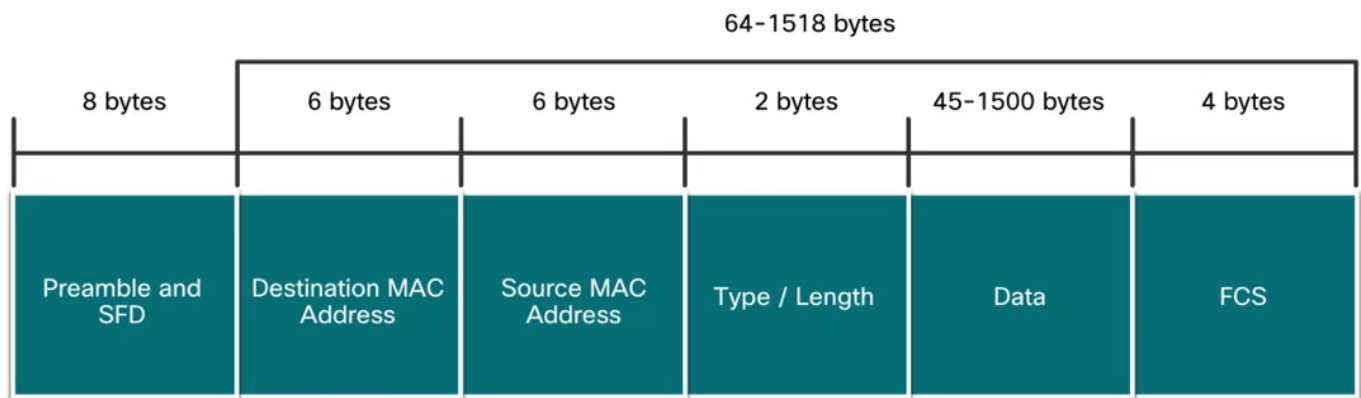 64-1518 bytes
8 bytes
6 bytes
6 bytes
2 bytes
45-1500 bytes
4 bytes
Preamble and
SFD
Destination MAC
Address
Source MAC
Address
Type / Length
Data
FCS